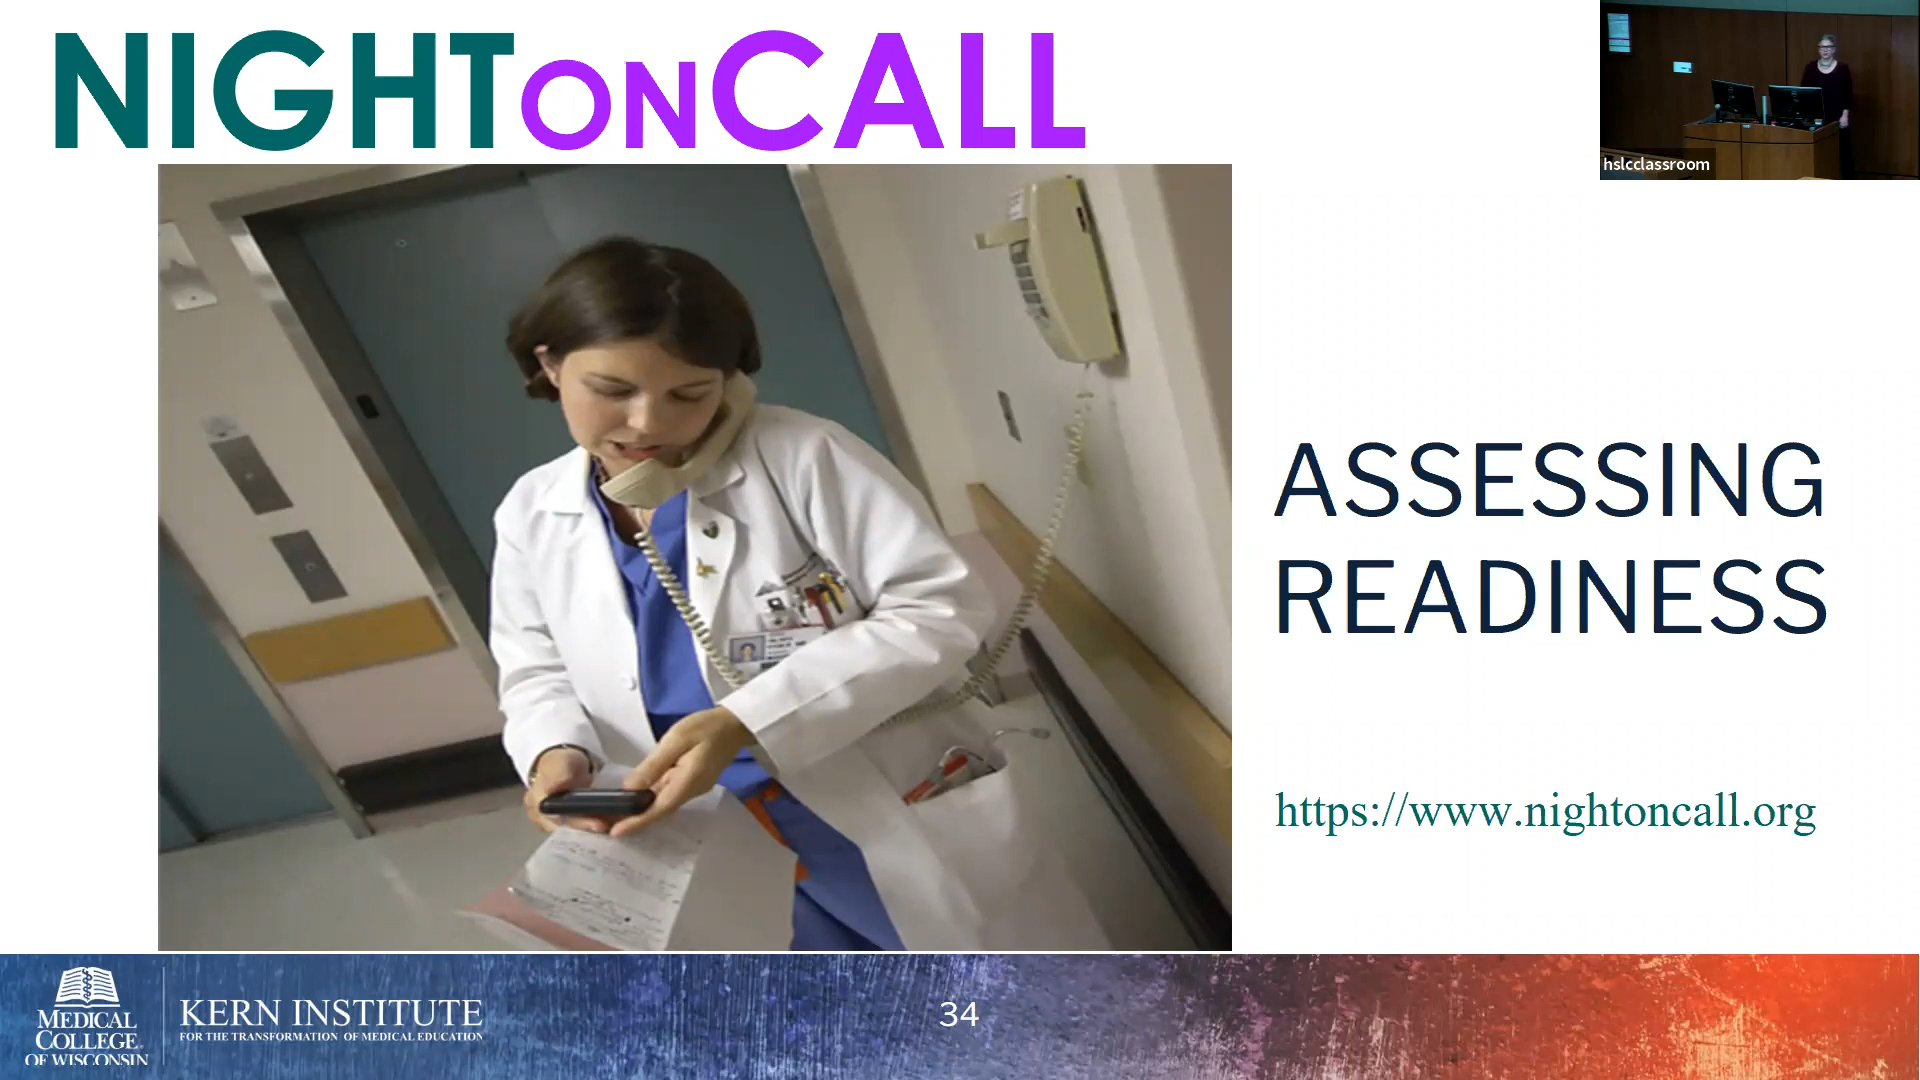 NIGHTONCALL
hslcclassroom
ASSESSING
READINESS
https://www.nightoncall.org
MEDICAL
COLLEGE
OF WISCONSIN
KERN INSTITUTE
FOR THE TRANSFORMATION OF MEDICAL EDUCATION
34